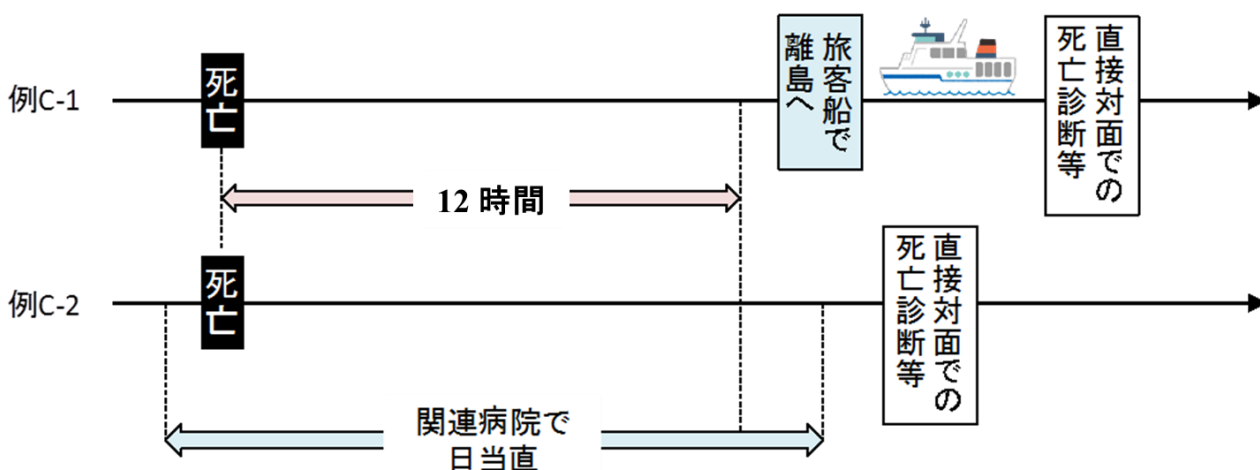 例C-1
死亡
旅客船で
離島へ
直接対面での
死亡診断等
12 時間
例C-2
死亡
直接対面での
死亡診断等
関連病院で
日当直